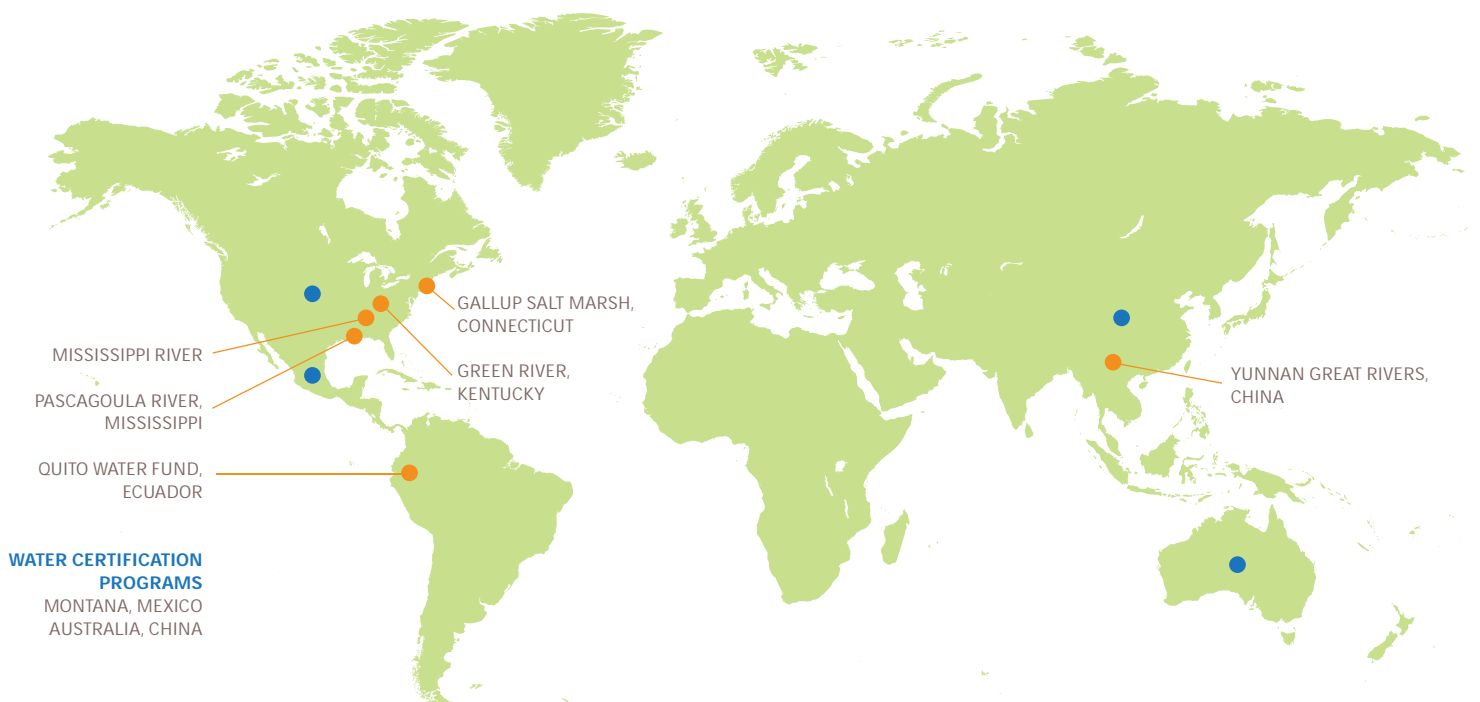 GALLUP SALT MARSH,
CONNECTICUT
MISSISSIPPI RIVER
GREEN RIVER,
KENTUCKY
YUNNAN GREAT RIVERS,
CHINA
PASCAGOULA RIVER,
MISSISSIPPI
QUITO WATER FUND,
ECUADOR
WATER CERTIFICATION
PROGRAMS
MONTANA, MEXICO
AUSTRALIA, CHINA